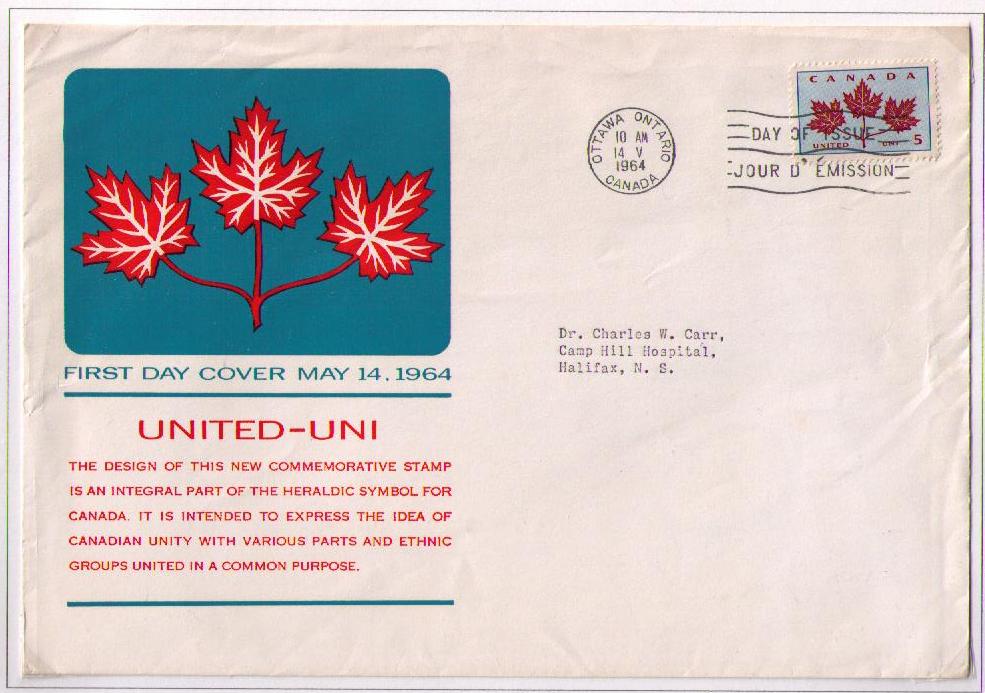 CANADA
UNITED UNI 5
OTTAWA ONTARIO
10 AM
14 V
1964
CANADA
DAY OF ISSUE
JOUR D'EMISSION
Dr. Charles W. Carr,
Camp Hill Hospital,
Halifax, N. S.
FIRST DAY COVER MAY 14, 1964
UNITED-UNI
THE DESIGN OF THIS NEW COMMEMORATIVE STAMP
IS AN INTEGRAL PART OF THE HERALDIC SYMBOL FOR
CANADA. IT IS INTENDED TO EXPRESS THE IDEA OF
CANADIAN UNITY WITH VARIOUS PARTS AND ETHNIC
GROUPS UNITED IN A COMMON PURPOSE.